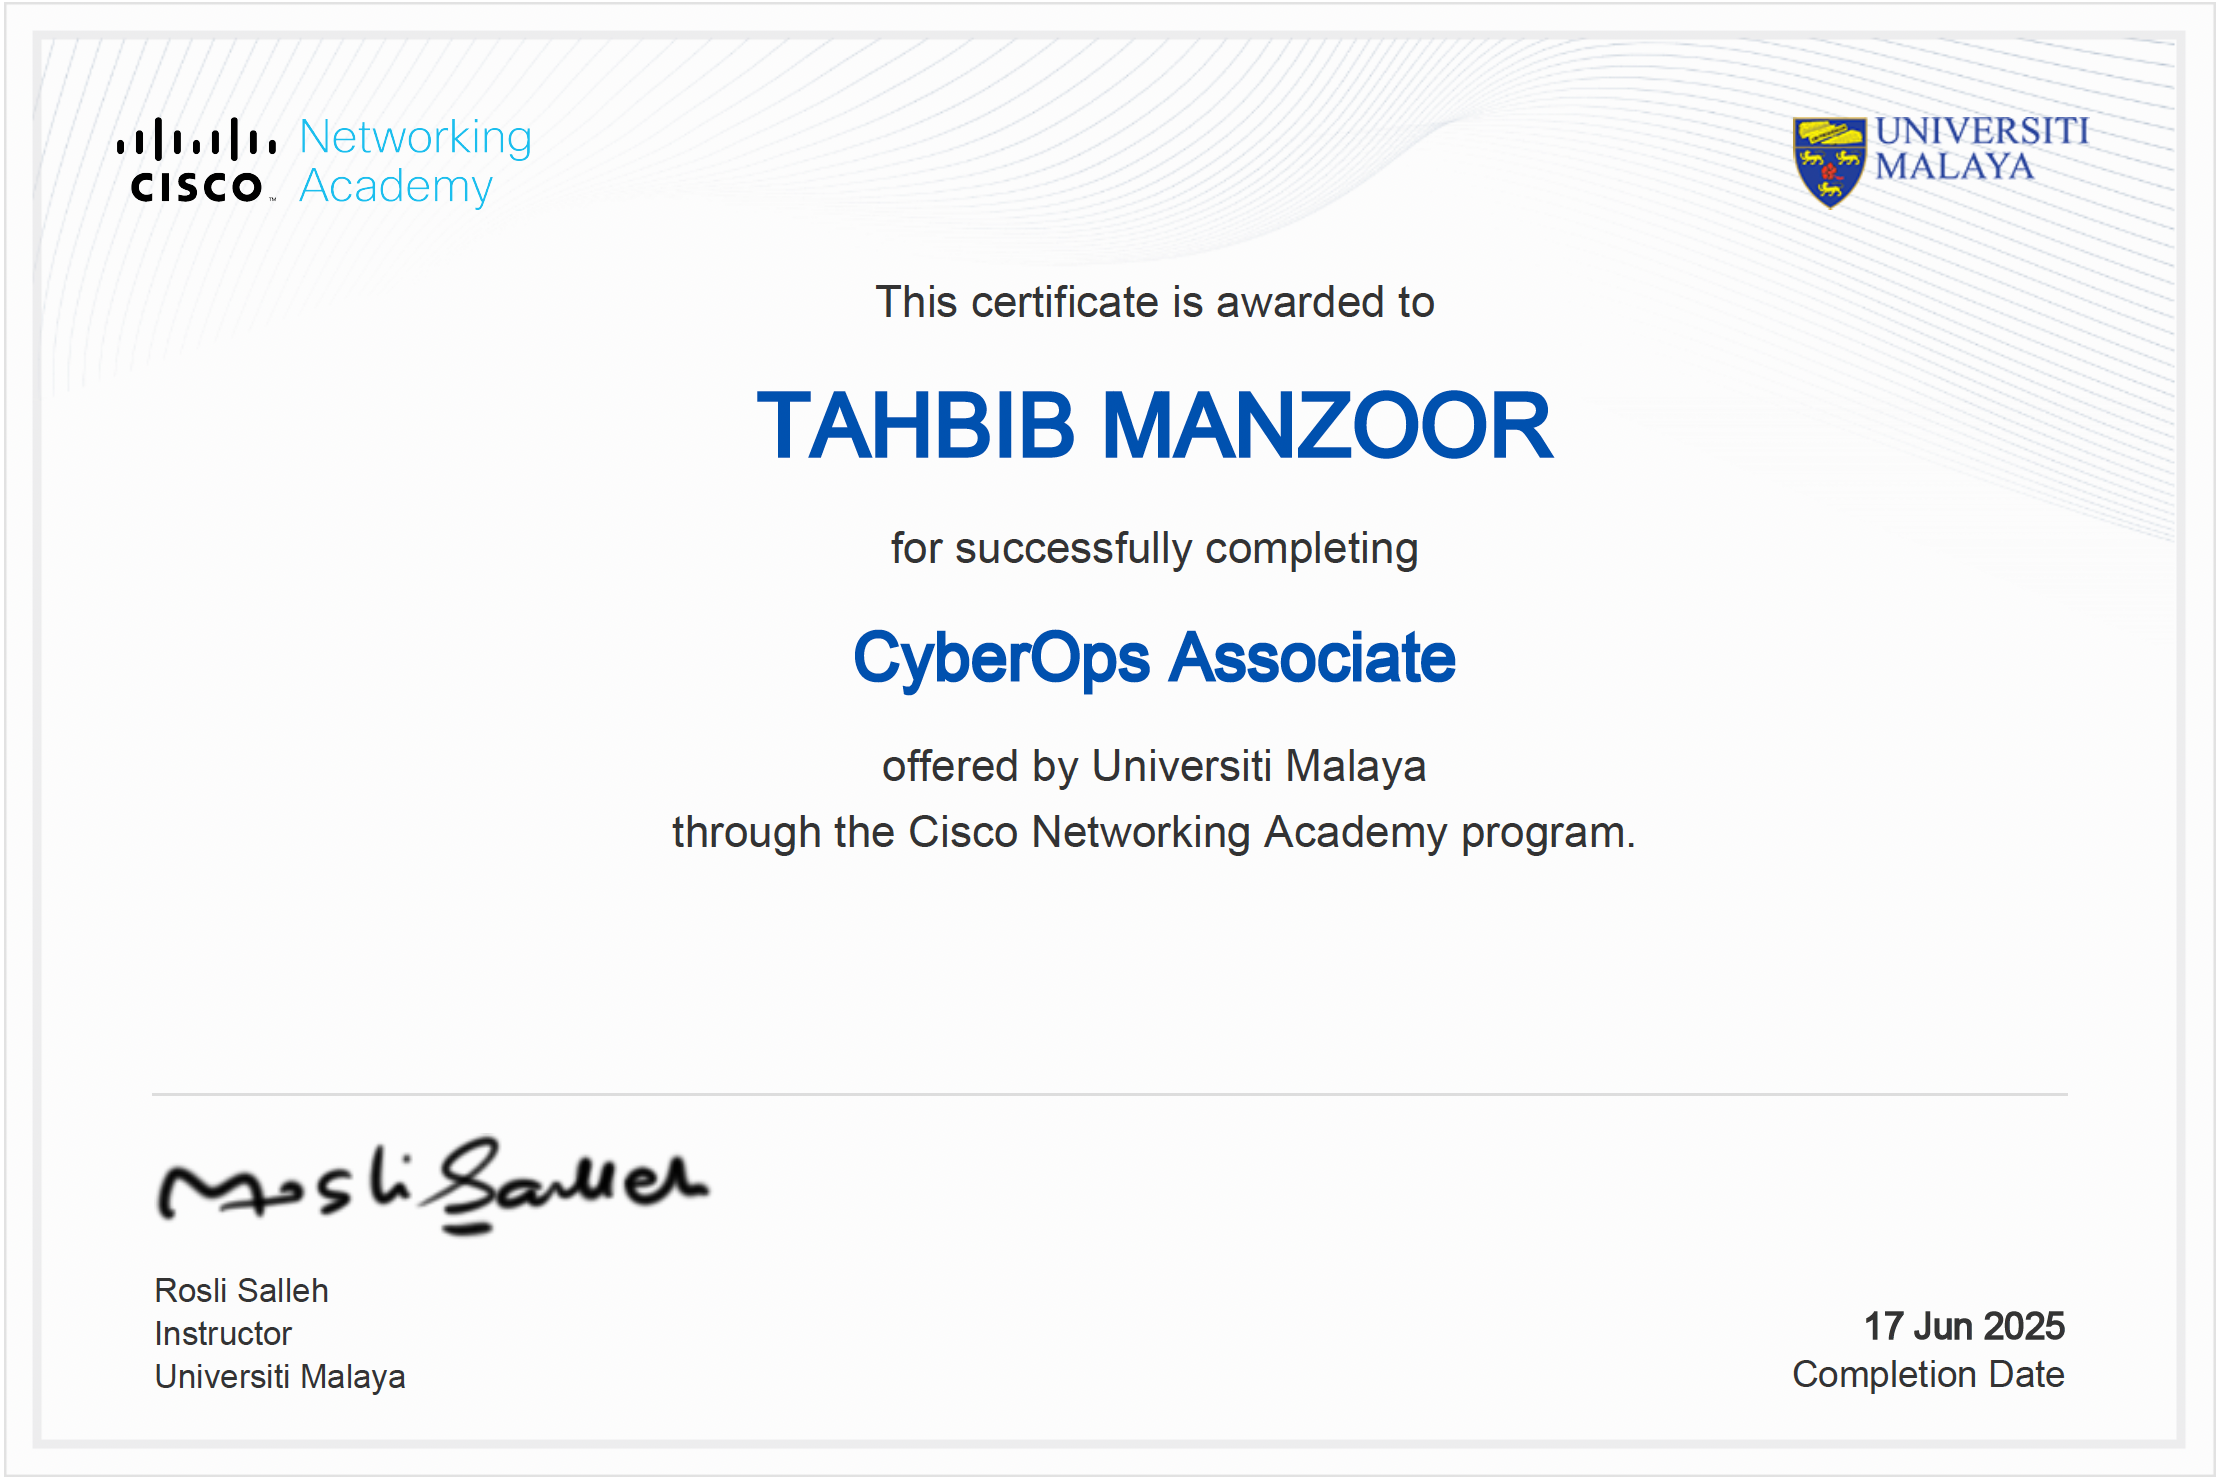 CISCO™ Networking Academy
UNIVERSITI MALAYA
This certificate is awarded to
TAHBIB MANZOOR
for successfully completing
CyberOps Associate
offered by Universiti Malaya
through the Cisco Networking Academy program.
Rosli Salleh
Rosli Salleh
Instructor
Universiti Malaya
17 Jun 2025
Completion Date